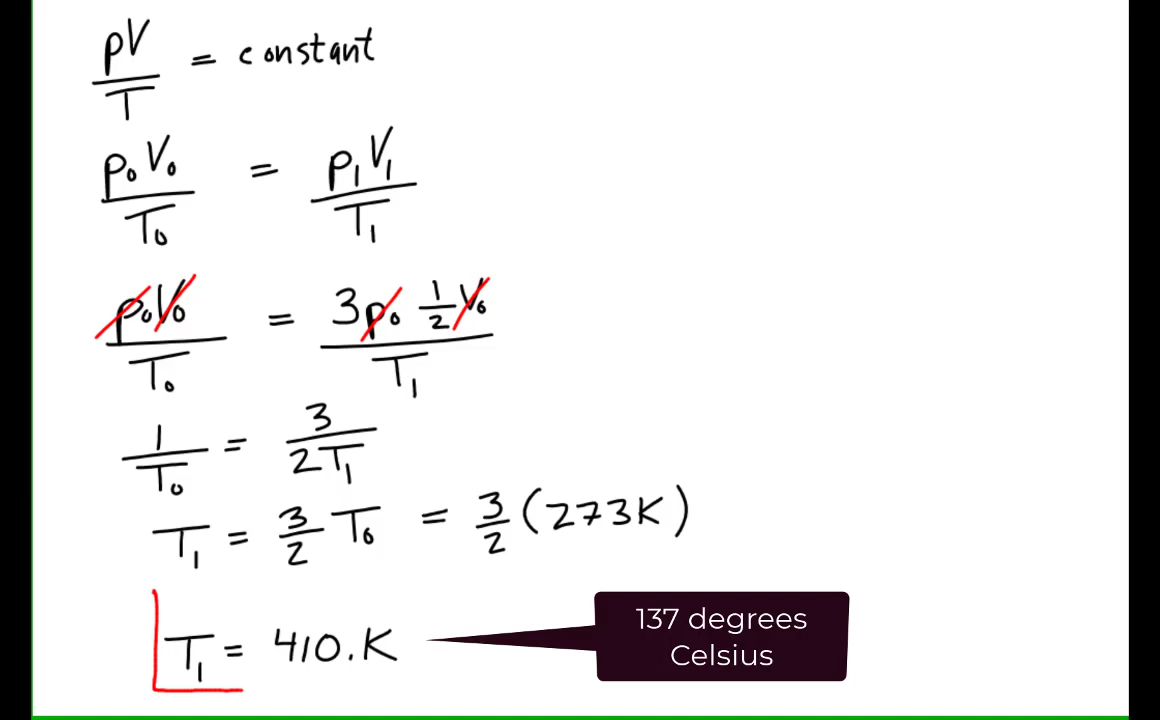 pV/T = constant
p₀V₀/T₀ = p₁V₁/T₁
p₀V₀/T₀ = 3p₀ ½V₀/T₁
1/T₀ = 3/2T₁
T₁ = 3/2 T₀ = 3/2 (273K)
T₁ = 410.K
137 degrees
Celsius